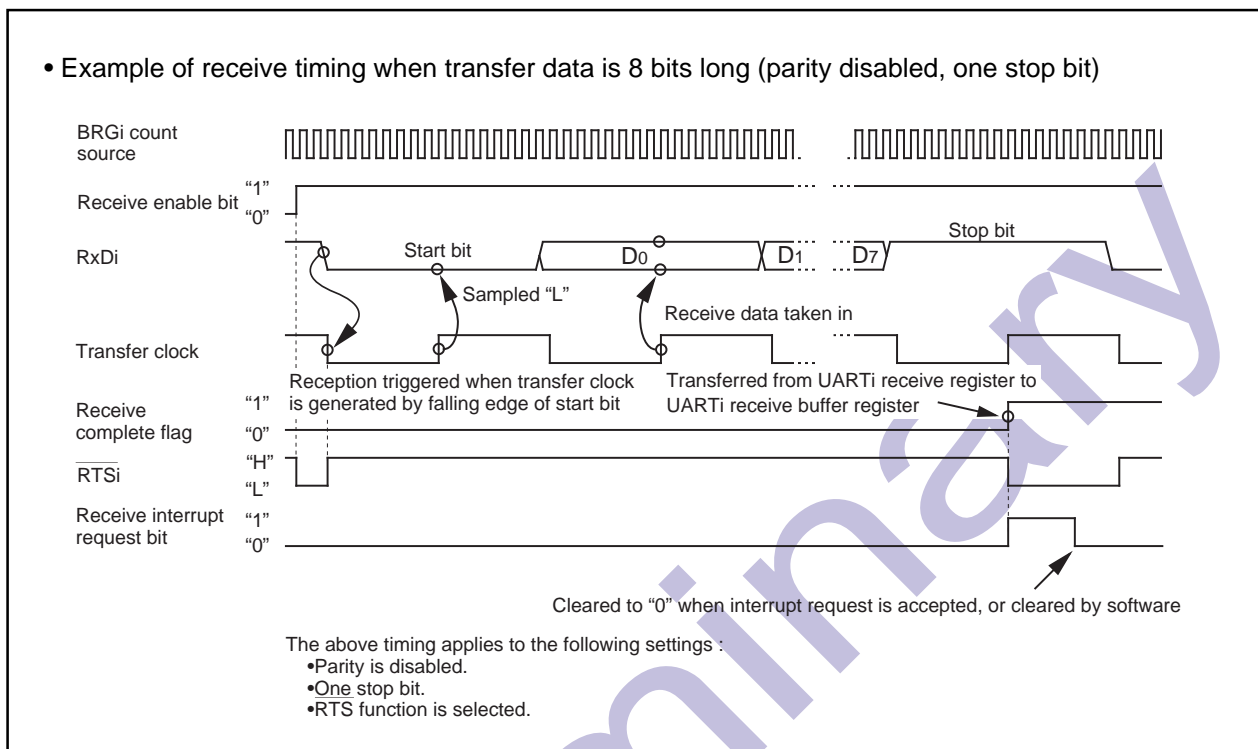 • Example of receive timing when transfer data is 8 bits long (parity disabled, one stop bit)
BRGi count
source
Receive enable bit
“1”
“0”
RxDi
Start bit
D0
D1
D7
Stop bit
Sampled “L”
Receive data taken in
Transfer clock
Reception triggered when transfer clock
is generated by falling edge of start bit
Transferred from UARTi receive register to
UARTi receive buffer register
Receive
complete flag
“1”
“0”
RTSi
“H”
“L”
Receive interrupt
request bit
“1”
“0”
Cleared to “0” when interrupt request is accepted, or cleared by software
The above timing applies to the following settings :
•Parity is disabled.
•One stop bit.
•RTS function is selected.
minary